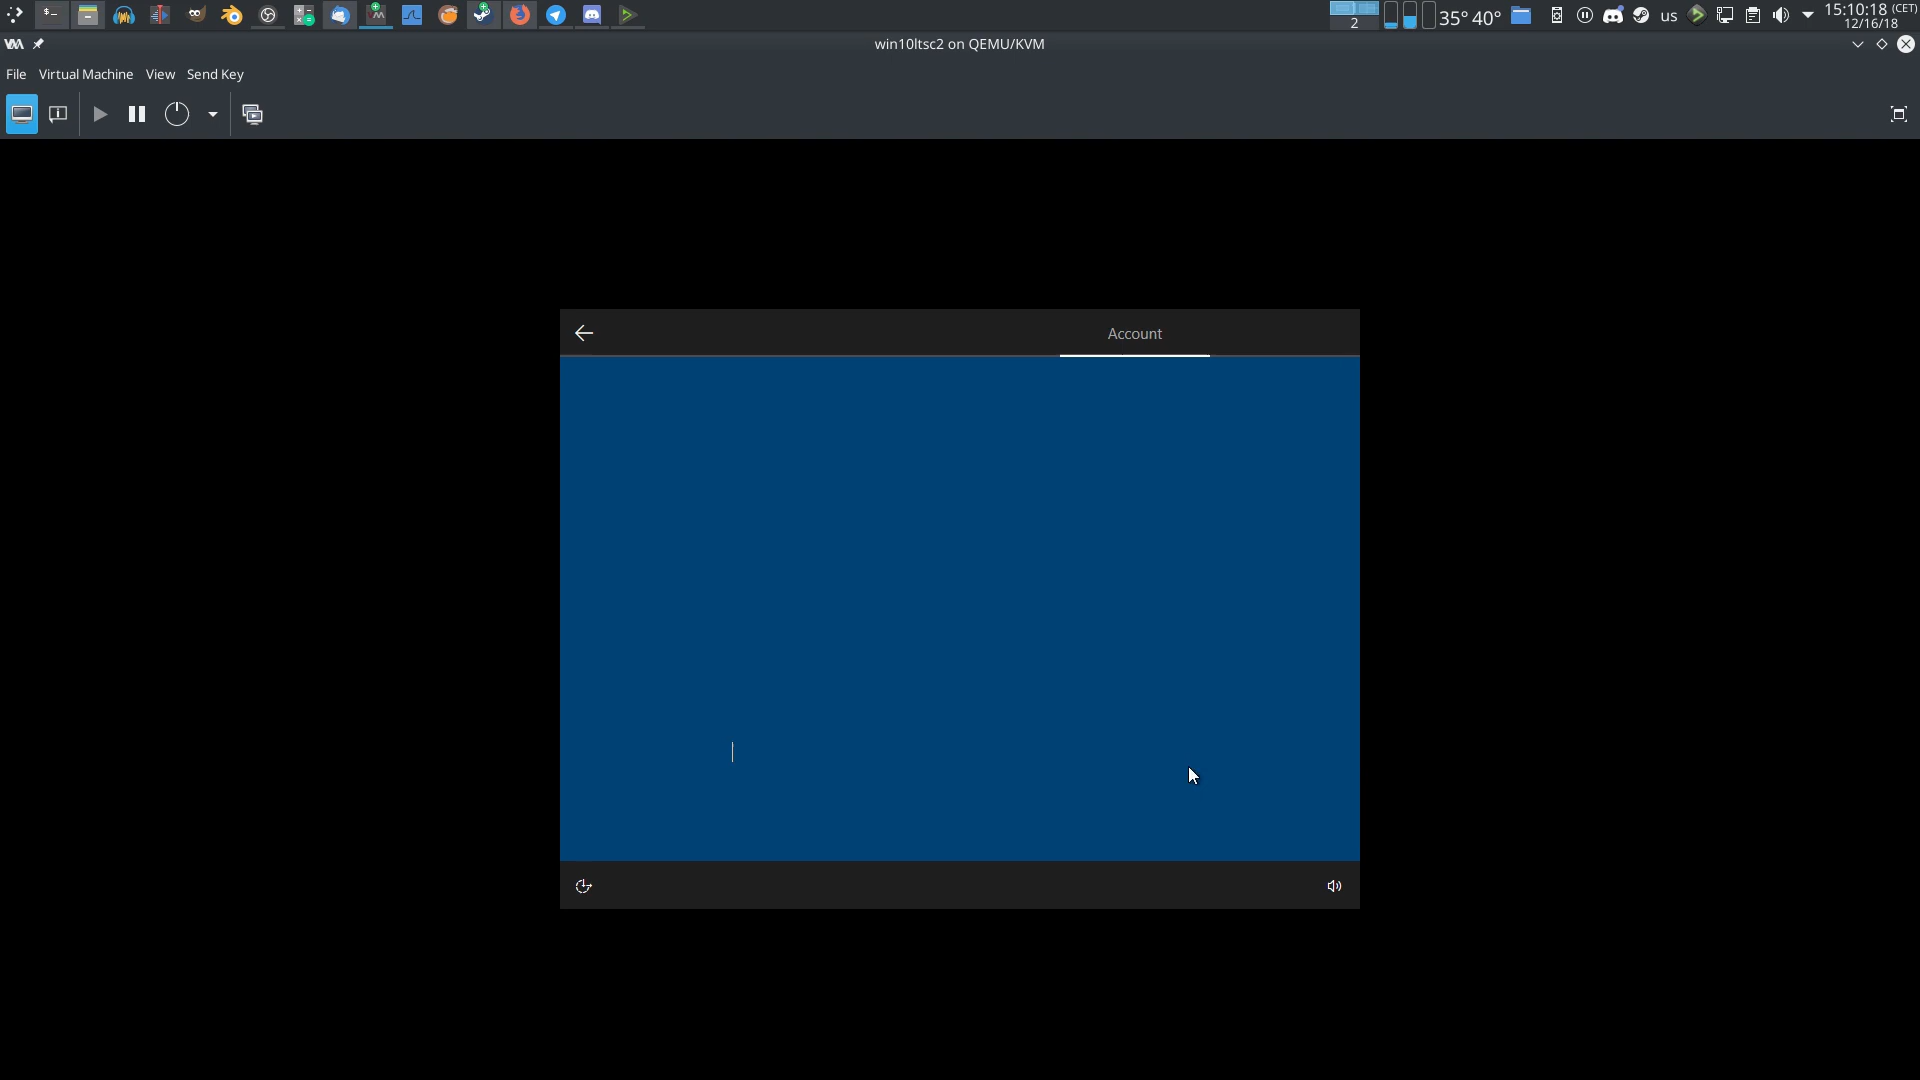 2
35° 40°
us
15:10:18 (CET)
12/16/18
win10ltsc2 on QEMU/KVM
File Virtual Machine View Send Key
Account